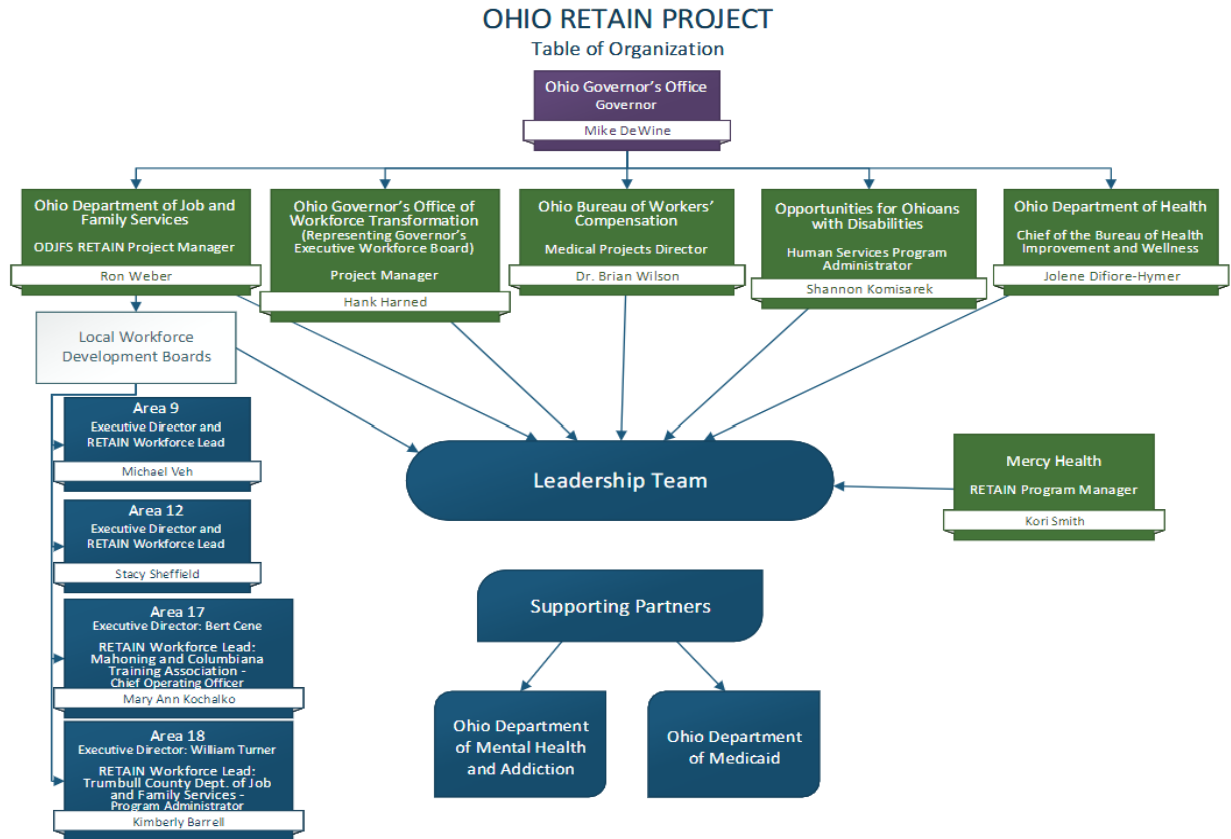 OHIO RETAIN PROJECT
Table of Organization
Ohio Governor's Office
Governor
Mike DeWine
Ohio Department of Job and
Family Services
ODJFS RETAIN Project Manager
Ron Weber
Ohio Governor's Office of
Workforce Transformation
(Representing Governor's
Executive Workforce Board)
Project Manager
Hank Harned
Ohio Bureau of Workers'
Compensation
Medical Projects Director
Dr. Brian Wilson
Opportunities for Ohioans
with Disabilities
Human Services Program
Administrator
Shannon Komisarek
Ohio Department of Health
Chief of the Bureau of Health
Improvement and Wellness
Jolene Difiore-Hymer
Local Workforce
Development Boards
Area 9
Executive Director and
RETAIN Workforce Lead
Michael Veh
Area 12
Executive Director and
RETAIN Workforce Lead
Stacy Sheffield
Area 17
Executive Director: Bert Cene
RETAIN Workforce Lead:
Mahoning and Columbiana
Training Association -
Chief Operating Officer
Mary Ann Kochalko
Area 18
Executive Director: William Turner
RETAIN Workforce Lead:
Trumbull County Dept. of Job
and Family Services -
Program Administrator
Kimberly Barrell
Leadership Team
Mercy Health
RETAIN Program Manager
Kori Smith
Supporting Partners
Ohio Department
of Mental Health
and Addiction
Ohio Department
of Medicaid